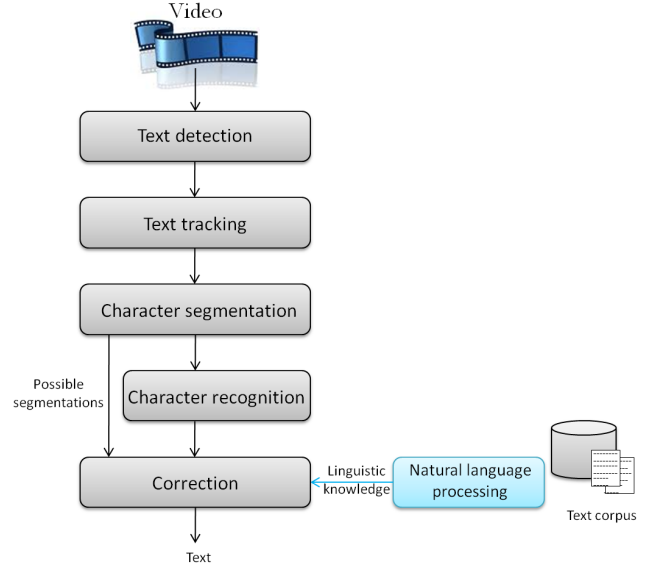 Video
Text detection
Text tracking
Character segmentation
Possible
segmentations
Character recognition
Correction
Linguistic
knowledge
Natural language
processing
Text corpus
Text